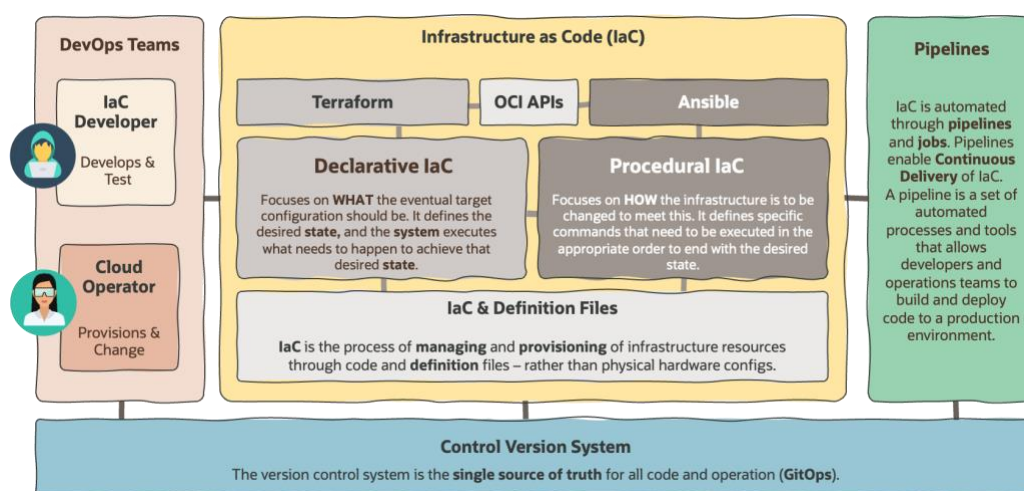 DevOps Teams
IaC
Developer
Develops &
Test
Cloud
Operator
Provisions &
Change
Infrastructure as Code (IaC)
Terraform
OCI APIs
Ansible
Declarative IaC
Focuses on WHAT the eventual target
configuration should be. It defines the
desired state, and the system executes
what needs to happen to achieve that
desired state.
Procedural IaC
Focuses on HOW the infrastructure is to be
changed to meet this. It defines specific
commands that need to be executed in the
appropriate order to end with the desired
state.
IaC & Definition Files
IaC is the process of managing and provisioning of infrastructure resources
through code and definition files – rather than physical hardware configs.
Pipelines
IaC is automated
through pipelines
and jobs. Pipelines
enable Continuous
Delivery of IaC.
A pipeline is a set of
automated
processes and tools
that allows
developers and
operations teams to
build and deploy
code to a production
environment.
Control Version System
The version control system is the single source of truth for all code and operation (GitOps).